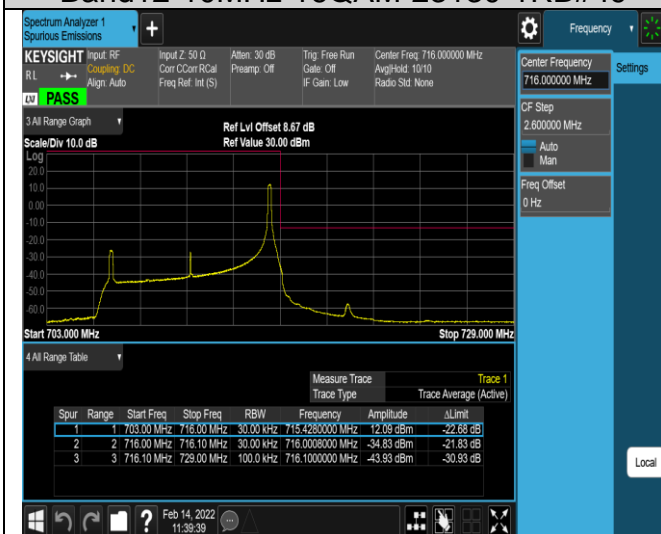 Spectrum Analyzer 1
Spurious Emissions
+
Frequency
KEYSIGHT
R L
Input: RF
Coupling: DC
Align: Auto
Input Z: 50 Ω
Corr CCorr RCal
Freq Ref: Int (S)
Atten: 30 dB
Preamp: Off
Trig: Free Run
Gate: Off
IF Gain: Low
Center Freq: 716.000000 MHz
Avg|Hold: 10/10
Radio Std: None
PASS
Center Frequency
716.000000 MHz
Settings
CF Step
2.600000 MHz
Auto
Man
Freq Offset
0 Hz
3 All Range Graph
Scale/Div 10.0 dB
Ref Lvl Offset 8.67 dB
Ref Value 30.00 dBm
Log
20.0
10.0
0.00
-10.0
-20.0
-30.0
-40.0
-50.0
-60.0
Start 703.000 MHz
Stop 729.000 MHz
4 All Range Table
Measure Trace Trace 1
Trace Type Trace Average (Active)
Spur Range Start Freq Stop Freq RBW Frequency Amplitude ΔLimit
1 1 703.00 MHz 716.00 MHz 30.00 kHz 715.4280000 MHz 12.09 dBm -22.68 dB
2 2 716.00 MHz 716.10 MHz 30.00 kHz 716.0008000 MHz -34.83 dBm -21.83 dB
3 3 716.10 MHz 729.00 MHz 100.0 kHz 716.1000000 MHz -43.93 dBm -30.93 dB
Local
?
Feb 14, 2022
11:39:39